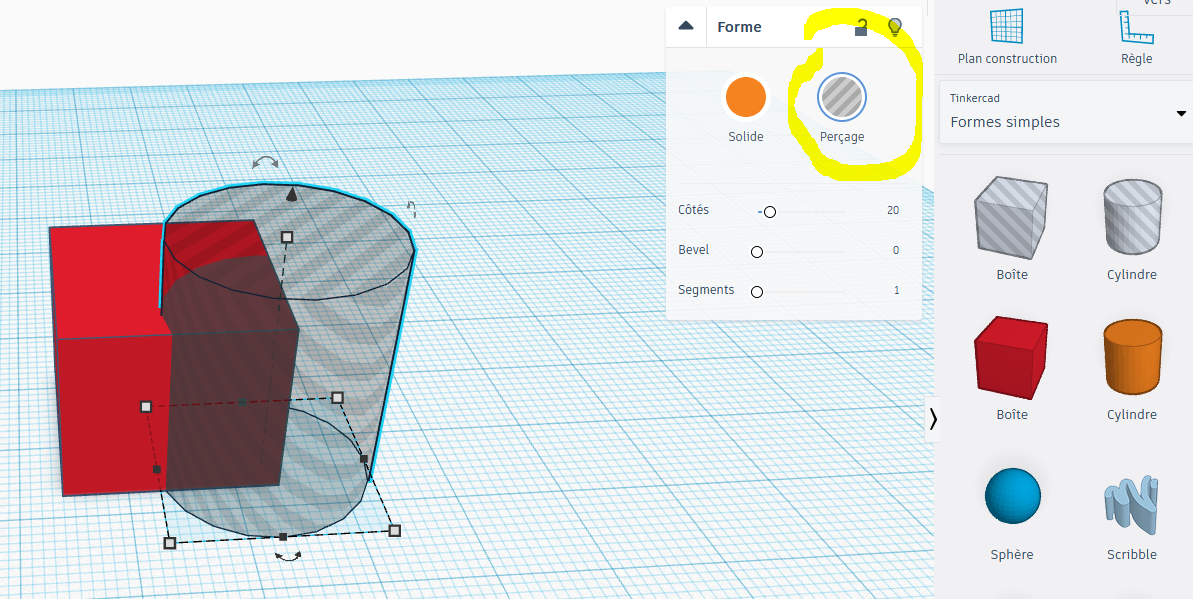 vers
Forme
Solide
Perçage
Côtés 20
Bevel 0
Segments 1
Plan construction
Règle
Tinkercad
Formes simples
Boîte
Cylindre
Boîte
Cylindre
Sphère
Scribble